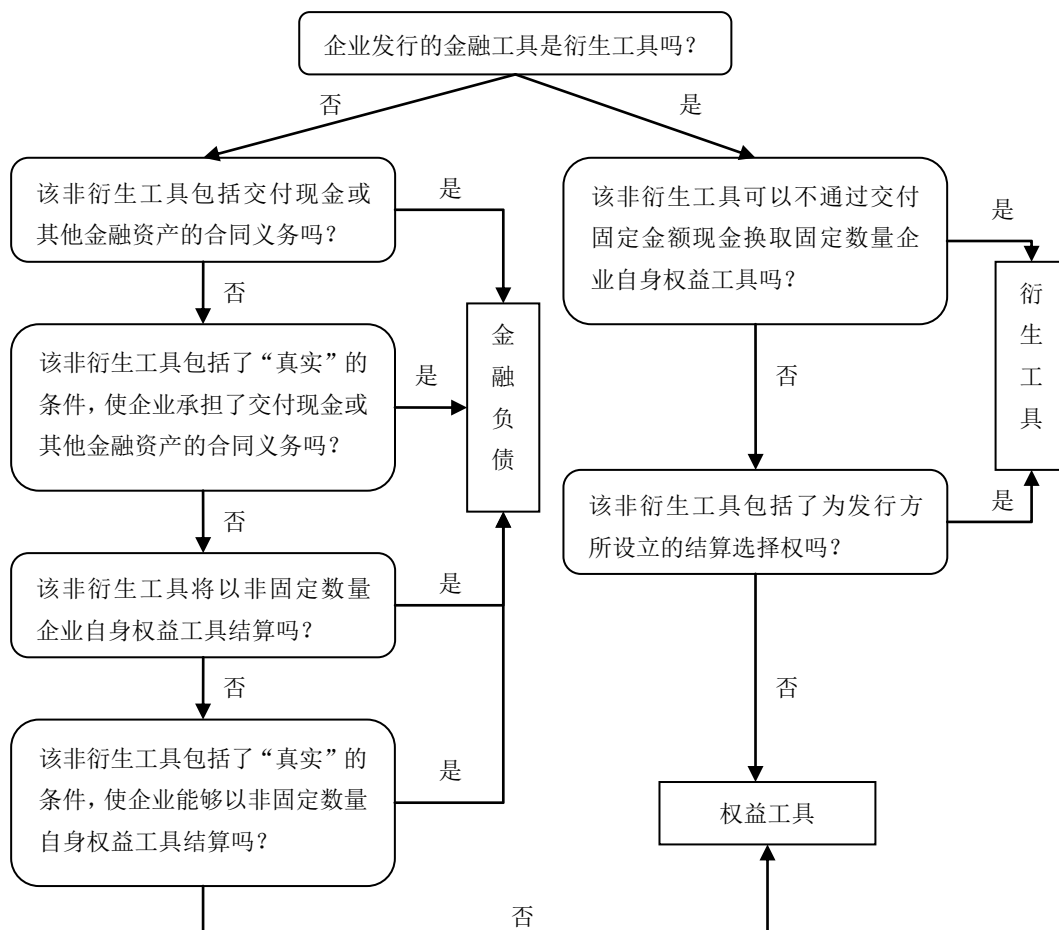 企业发行的金融工具是衍生工具吗？
否
是
该非衍生工具包括交付现金或
其他金融资产的合同义务吗？
是
该非衍生工具可以不通过交付
固定金额现金换取固定数量企
业自身权益工具吗？
是
否
金融负债
衍生工具
该非衍生工具包括了“真实”的
条件，使企业承担了交付现金或
其他金融资产的合同义务吗？
是
否
否
该非衍生工具包括了为发行方
所设立的结算选择权吗？
是
该非衍生工具将以非固定数量
企业自身权益工具结算吗？
是
否
否
该非衍生工具包括了“真实”的
条件，使企业能够以非固定数量
自身权益工具结算吗？
是
权益工具
否